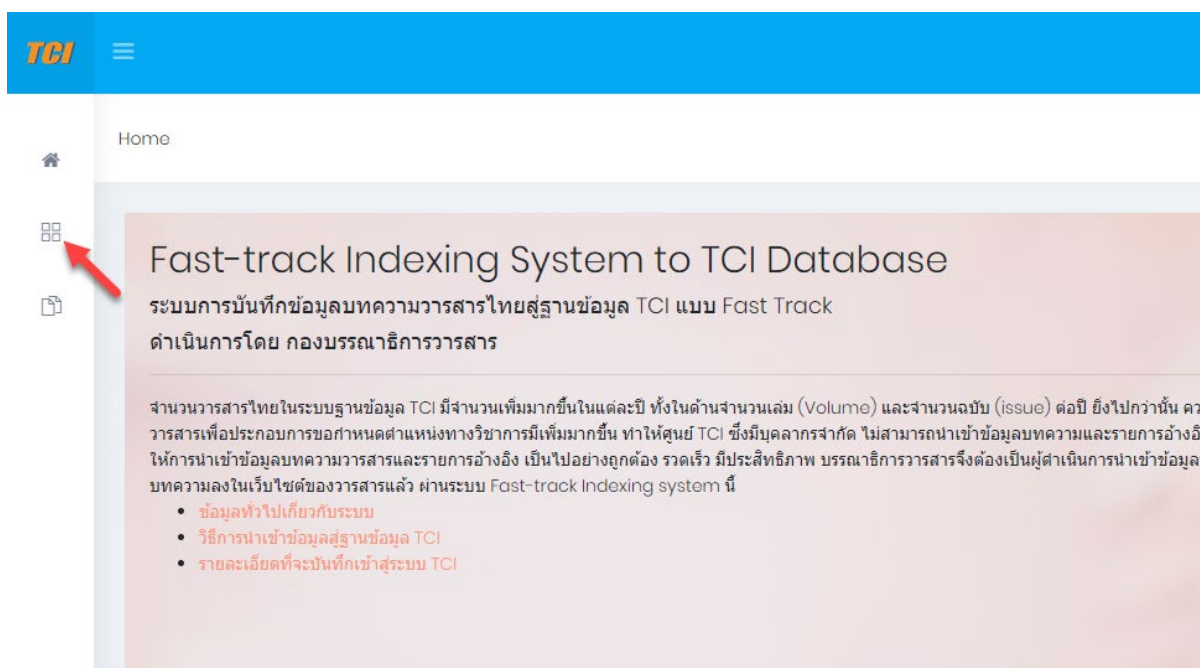 TCI
Home
Fast-track Indexing System to TCI Database
ระบบการบันทึกข้อมูลบทความวารสารไทยสู่ฐานข้อมูล TCI แบบ Fast Track
ดำเนินการโดย กองบรรณาธิการวารสาร
จำนวนวารสารไทยในระบบฐานข้อมูล TCI มีจำนวนเพิ่มมากขึ้นในแต่ละปี ทั้งในด้านจำนวนเล่ม (Volume) และจำนวนฉบับ (issue) ต่อปี ยิ่งไปกว่านั้น
วารสารเพื่อประกอบการขอกำหนดตำแหน่งทางวิชาการมีเพิ่มมากขึ้น ทำให้ศูนย์ TCI ซึ่งมีบุคลากรจำกัด ไม่สามารถนำเข้าข้อมูลบทความและรายการ
ให้การนำเข้าข้อมูลบทความวารสารและรายการอ้างอิง เป็นไปอย่างถูกต้อง รวดเร็ว มีประสิทธิภาพ บรรณาธิการวารสารจึงต้องเป็นผู้ดำเนินการนำเข้าข้อมูล
บทความลงในเว็บไซต์ของวารสารแล้ว ผ่านระบบ Fast-track Indexing system นี้
ข้อมูลทั่วไปเกี่ยวกับระบบ
วิธีการนำเข้าข้อมูลสู่ฐานข้อมูล TCI
รายละเอียดที่จะบันทึกเข้าสู่ระบบ TCI